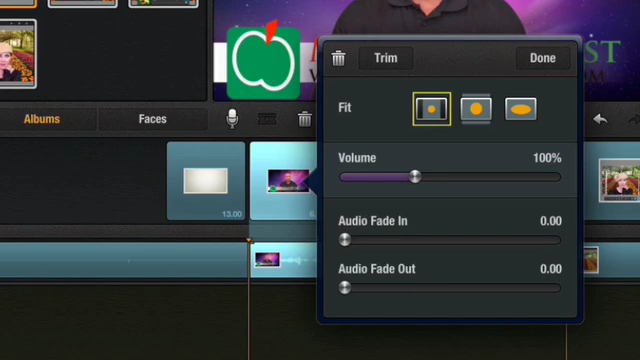 Trim
Done
ST
Fit
Albums
Faces
Volume
100%
13.00
6.
Audio Fade In
0.00
Audio Fade Out
0.00